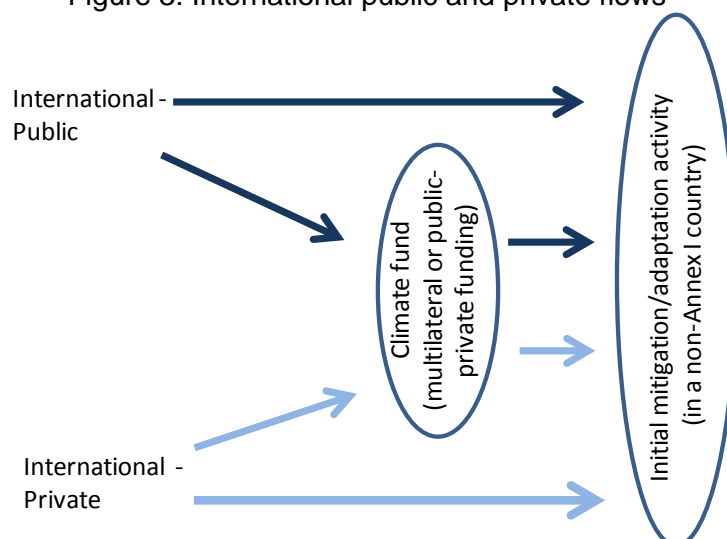 Figure 3: International public and private flows
International -
Public
Climate fund
(multilateral or public-
private funding)
Initial mitigation/adaptation activity
(in a non-Annex I country)
International -
Private